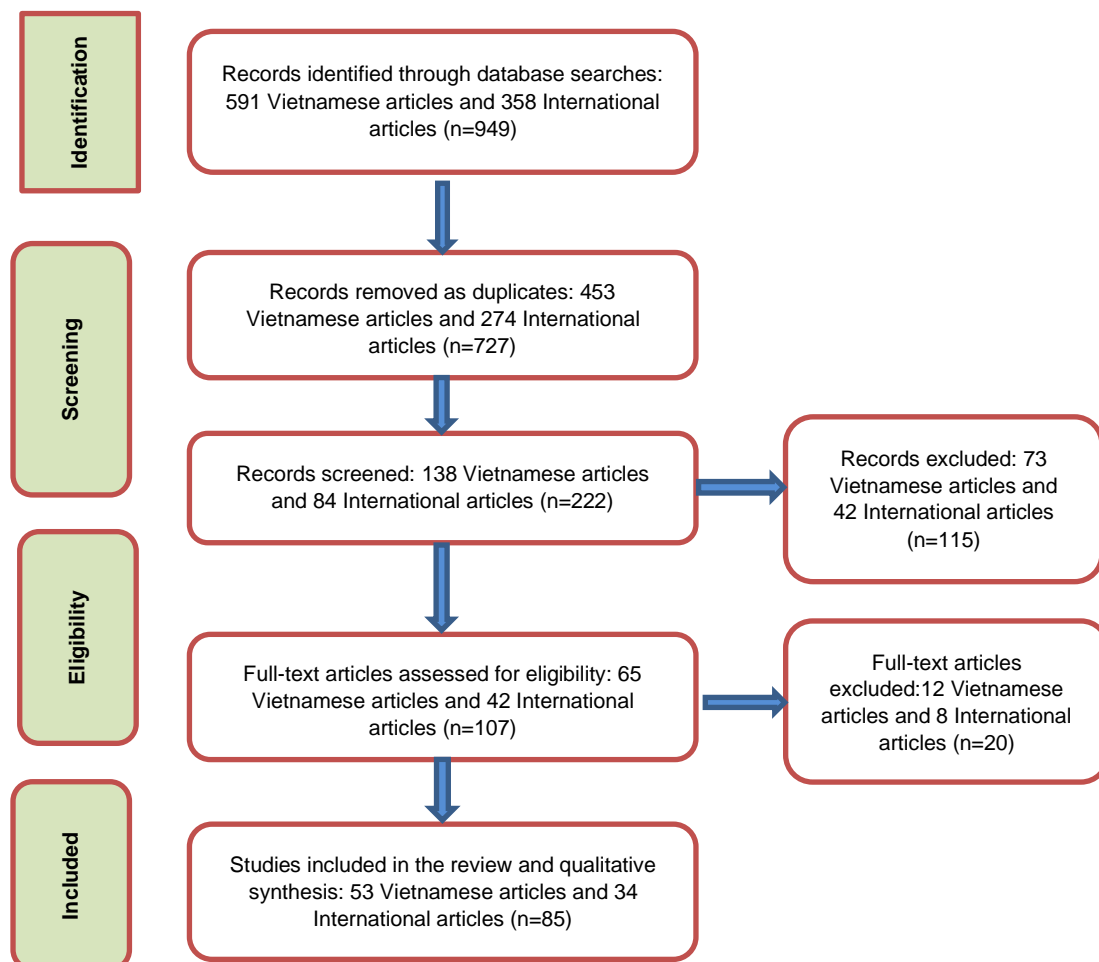 Identification
Records identified through database searches:
591 Vietnamese articles and 358 International
articles (n=949)
Screening
Records removed as duplicates: 453
Vietnamese articles and 274 International
articles (n=727)
Records screened: 138 Vietnamese articles
and 84 International articles (n=222)
Records excluded: 73
Vietnamese articles and
42 International articles
(n=115)
Eligibility
Full-text articles assessed for eligibility: 65
Vietnamese articles and 42 International
articles (n=107)
Full-text articles
excluded:12 Vietnamese
articles and 8 International
articles (n=20)
Included
Studies included in the review and qualitative
synthesis: 53 Vietnamese articles and 34
International articles (n=85)